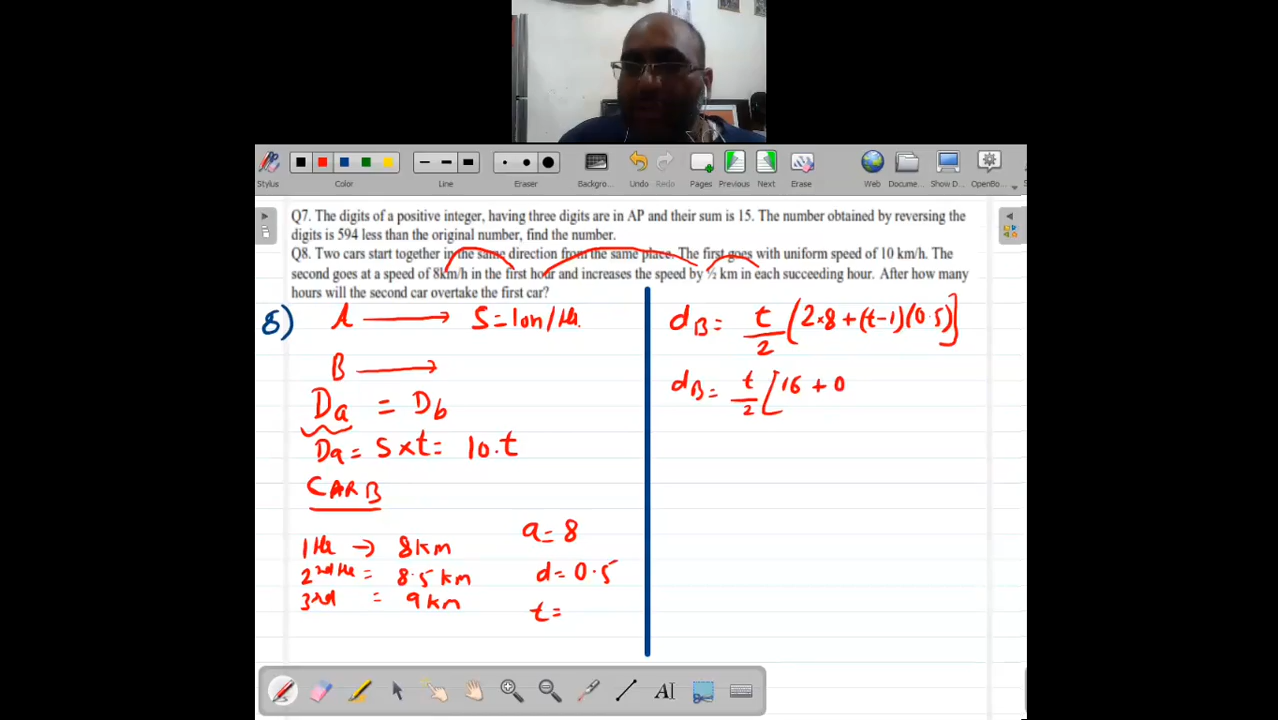 Stylus
Color
Line
Eraser
Backgro...
Undo
Redo
Pages
Previous
Next
Erase
Web
Docume...
Show D...
OpenBo...
Q7. The digits of a positive integer, having three digits are in AP and their sum is 15. The number obtained by reversing the
digits is 594 less than the original number, find the number.
Q8. Two cars start together in the same direction from the same place. The first goes with uniform speed of 10 km/h. The
second goes at a speed of 8km/h in the first hour and increases the speed by ½ km in each succeeding hour. After how many
hours will the second car overtake the first car?
8)
A S=10n/Hr.
B
Da = Db
Da = S×t= 10.t
CAR B
1Hr → 8km
2ndHr = 8.5km
3rd = 9km
a=8
d=0.5
t=
dB= t/2 (2×8+(t-1)(0.5)]
dB= t/2 [16 + 0
AI